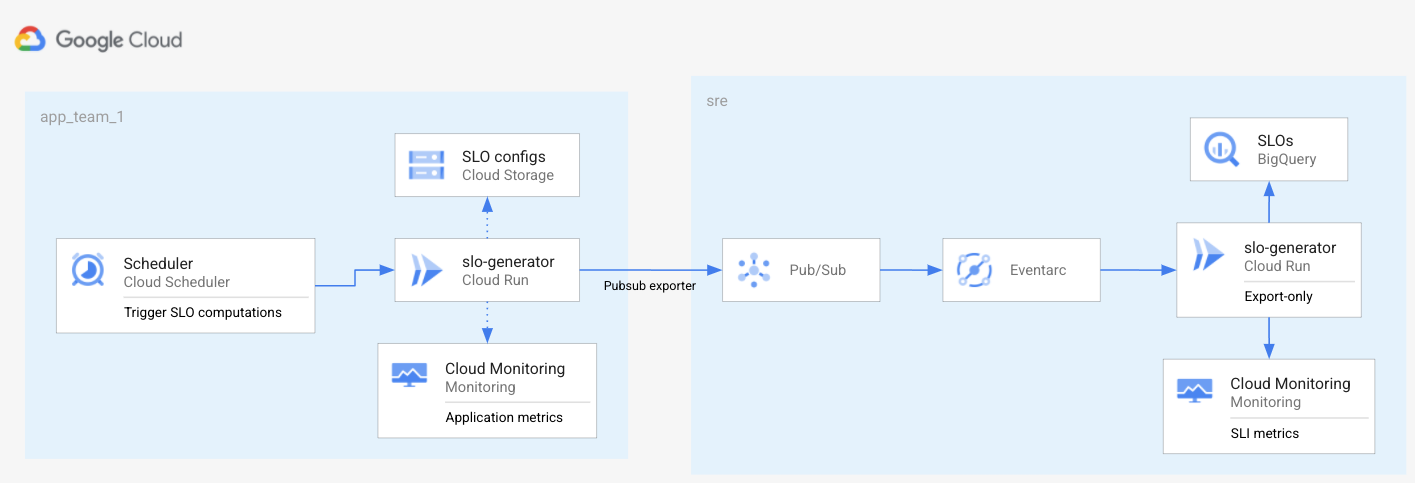 Google Cloud
app_team_1
SLO configs
Cloud Storage
Scheduler
Cloud Scheduler
Trigger SLO computations
slo-generator
Cloud Run
Cloud Monitoring
Monitoring
Application metrics
Pubsub exporter
sre
Pub/Sub
Eventarc
SLOs
BigQuery
slo-generator
Cloud Run
Export-only
Cloud Monitoring
Monitoring
SLI metrics